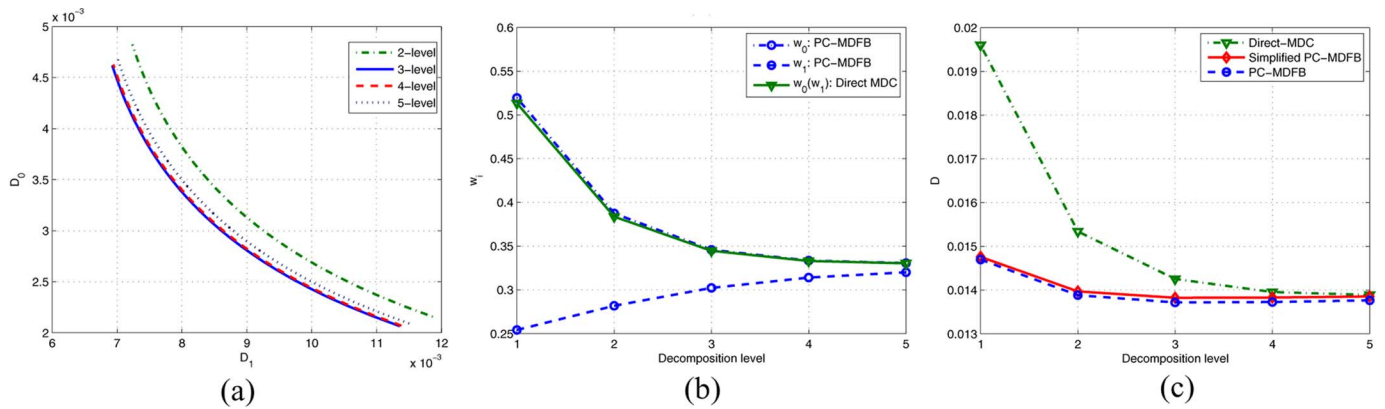 x 10⁻³
5
4.5
4
3.5
3
2.5
2
D₀
6 7 8 9 10 11 12
D₁
x 10⁻³
2-level
3-level
4-level
5-level
(a)
0.6
0.55
0.5
0.45
0.4
0.35
0.3
0.25
wᵢ
1 2 3 4 5
Decomposition level
w₀: PC-MDFB
w₁: PC-MDFB
w₀(w₁): Direct MDC
(b)
0.02
0.019
0.018
0.017
0.016
0.015
0.014
0.013
D
1 2 3 4 5
Decomposition level
Direct-MDC
Simplified PC-MDFB
PC-MDFB
(c)